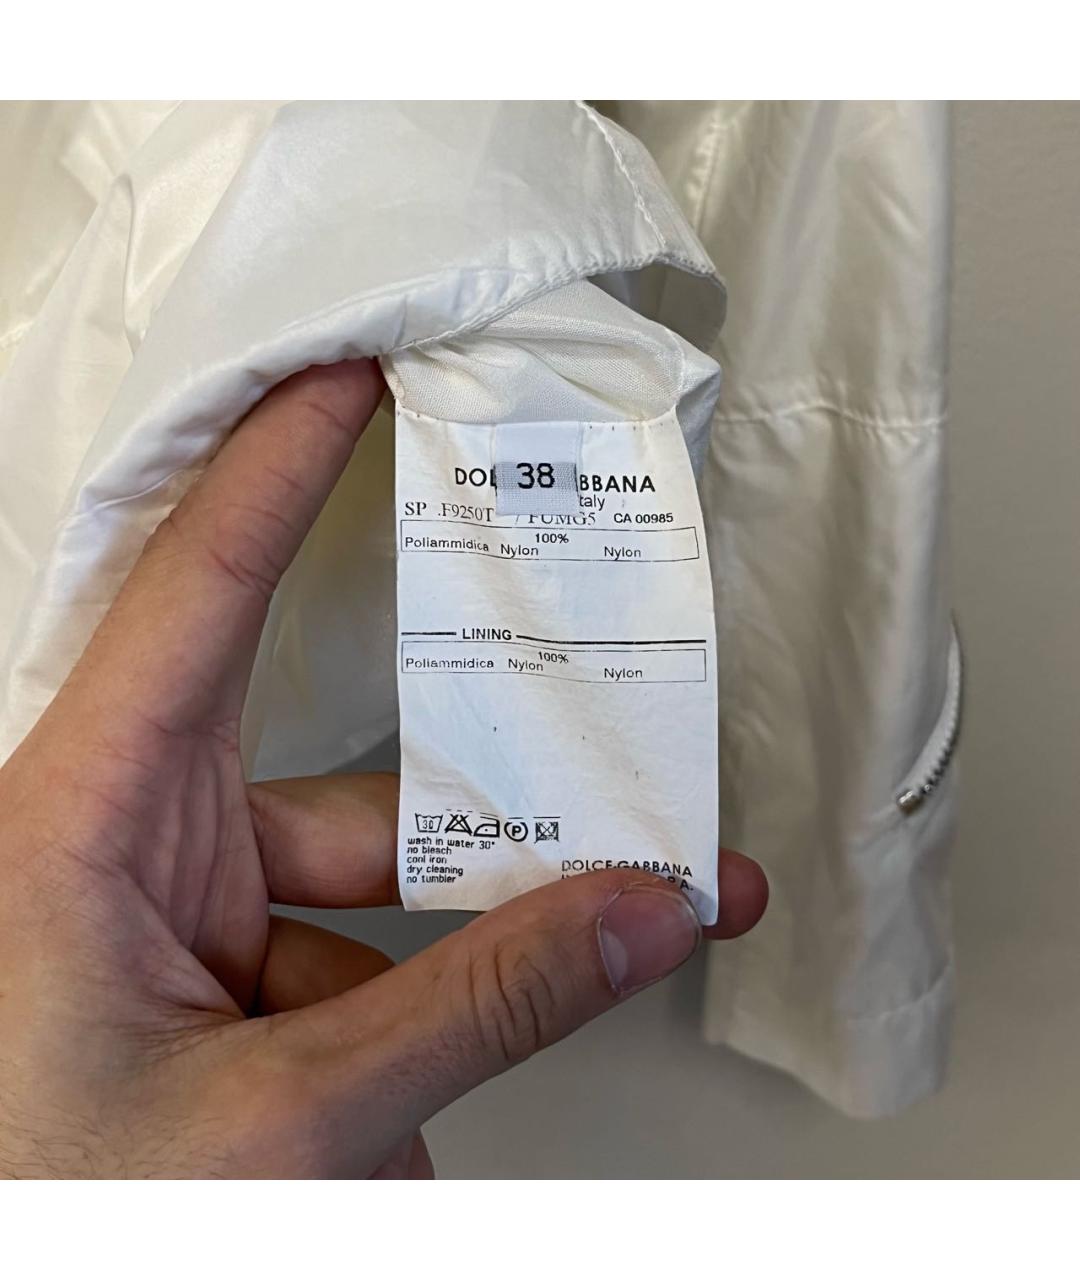 38
DOL BBANA
taly
SP .F9250T / FUMG5 CA 00985
100%
Poliammidica Nylon Nylon
LINING
100%
Poliammidica Nylon Nylon
30 P
wash in water 30°
no bleach
cool iron
dry cleaning
no tumbler
DOLCE GABBANA
P.A.